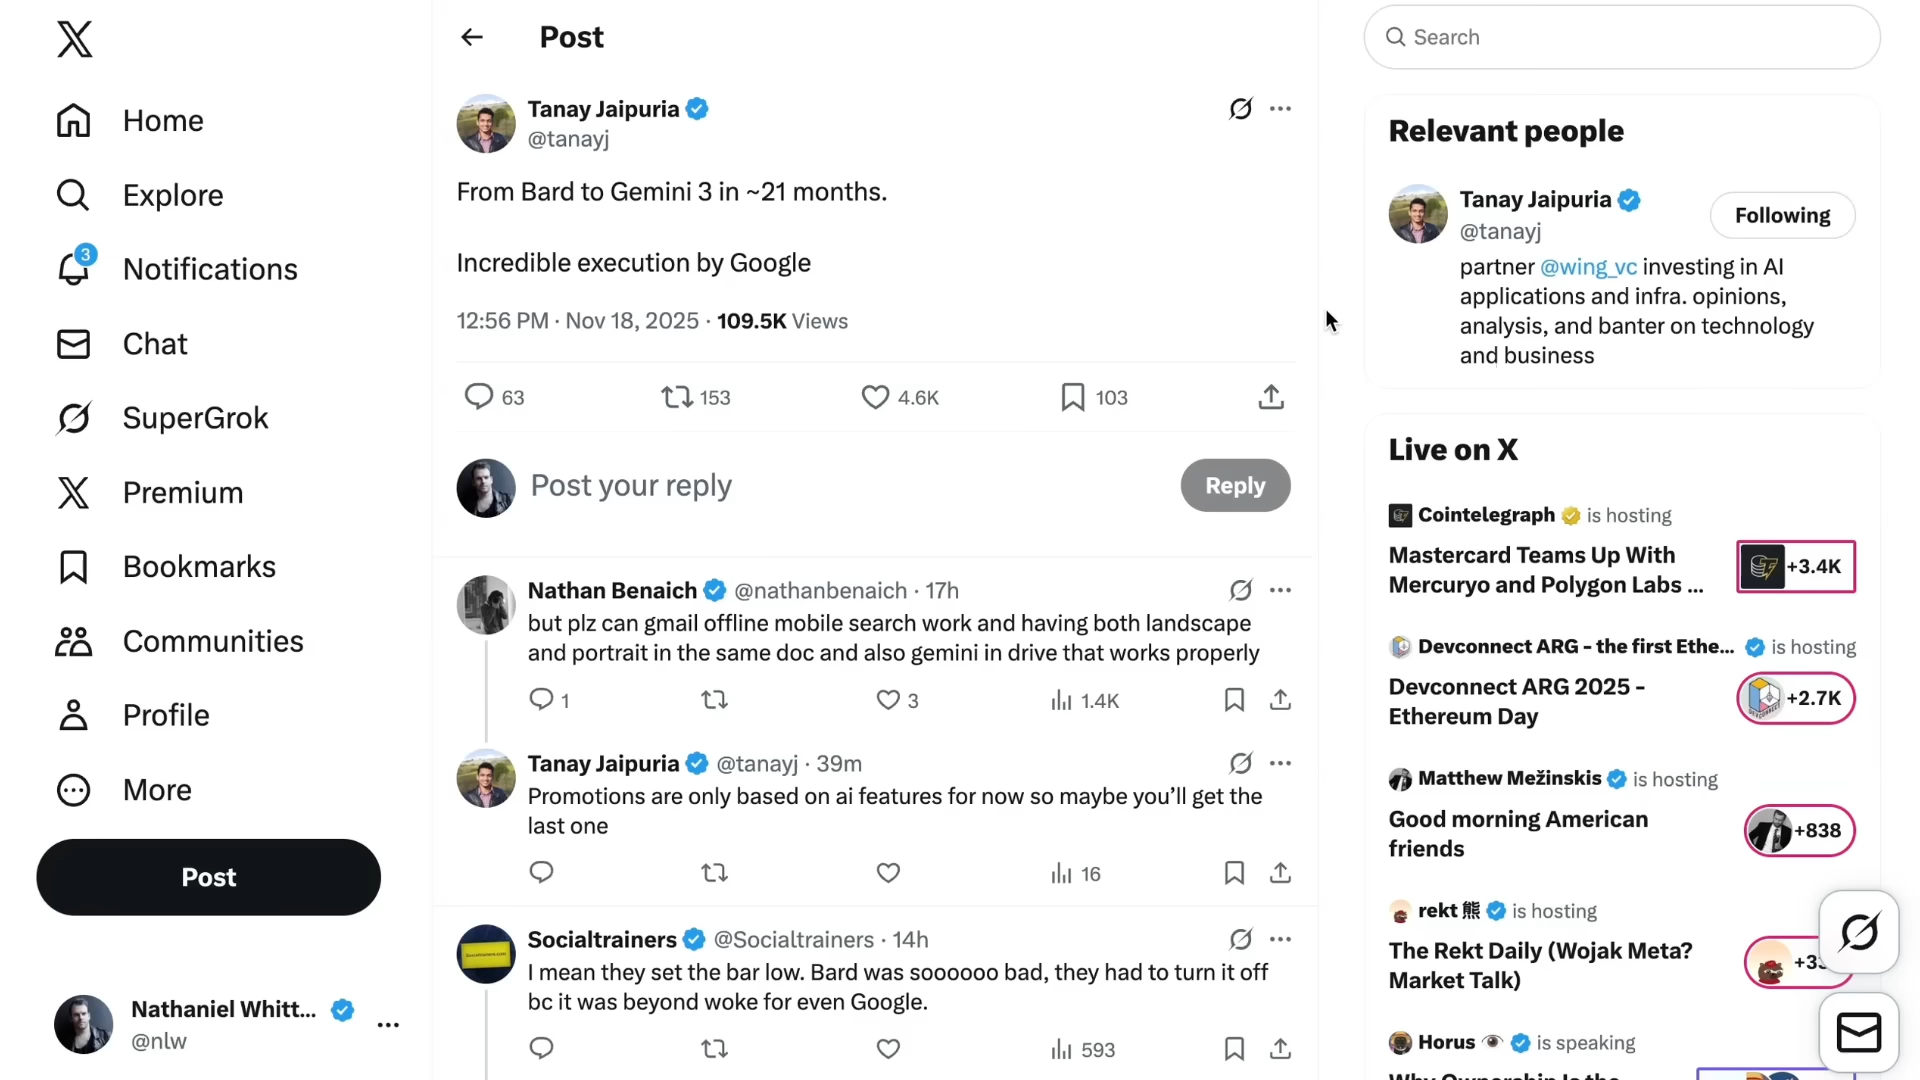 Home
Explore
3
Notifications
Chat
SuperGrok
Premium
Bookmarks
Communities
Profile
More
Post
Nathaniel Whitt...
@nlw
Post
Tanay Jaipuria
@tanayj
From Bard to Gemini 3 in ~21 months.
Incredible execution by Google
12:56 PM · Nov 18, 2025 · 109.5K Views
63 153 4.6K 103
Post your reply
Reply
Nathan Benaich @nathanbenaich · 17h
but plz can gmail offline mobile search work and having both landscape
and portrait in the same doc and also gemini in drive that works properly
1 3 1.4K
Tanay Jaipuria @tanayj · 39m
Promotions are only based on ai features for now so maybe you’ll get the
last one
16
Socialtrainers @Socialtrainers · 14h
I mean they set the bar low. Bard was soooooo bad, they had to turn it off
bc it was beyond woke for even Google.
593
Search
Relevant people
Tanay Jaipuria
@tanayj
Following
partner @wing_vc investing in AI
applications and infra. opinions,
analysis, and banter on technology
and business
Live on X
Cointelegraph is hosting
Mastercard Teams Up With
Mercuryo and Polygon Labs ...
+3.4K
Devconnect ARG - the first Ethe... is hosting
Devconnect ARG 2025 -
Ethereum Day
+2.7K
Matthew Mežinskis is hosting
Good morning American
friends
+838
rekt 熊 is hosting
The Rekt Daily (Wojak Meta?
Market Talk)
Horus is speaking